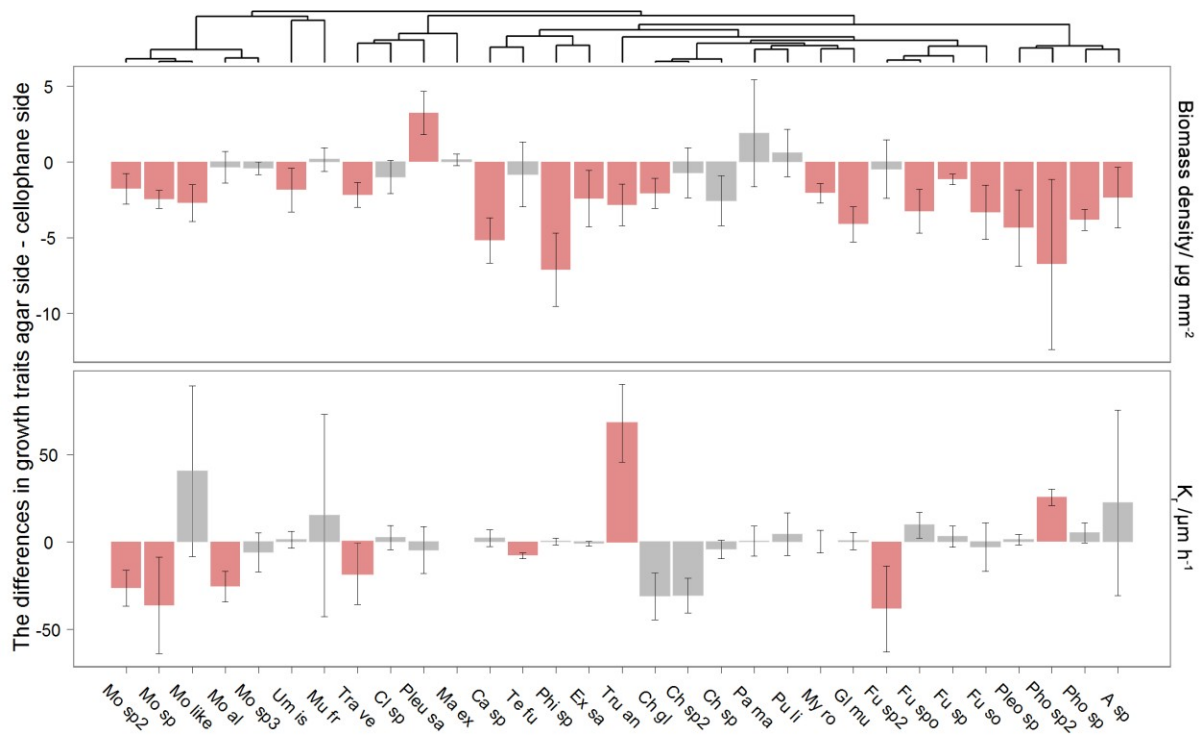 The differences in growth traits agar side - cellophane side
5
0
-5
-10
Biomass density/ µg mm⁻²
50
0
-50
Kᵣ /µm h⁻¹
Mo sp2
Mo sp
Mo like
Mo al
Mo sp3
Um is
Mu fr
Tra ve
Cl sp
Pleu sa
Ma ex
Ca sp
Te fu
Phi sp
Ex sa
Tru an
Ch gl
Ch sp2
Ch sp
Pa ma
Pu li
My ro
Gl mu
Fu sp2
Fu spo
Fu sp
Fu so
Pleo sp
Pho sp2
Pho sp
A sp